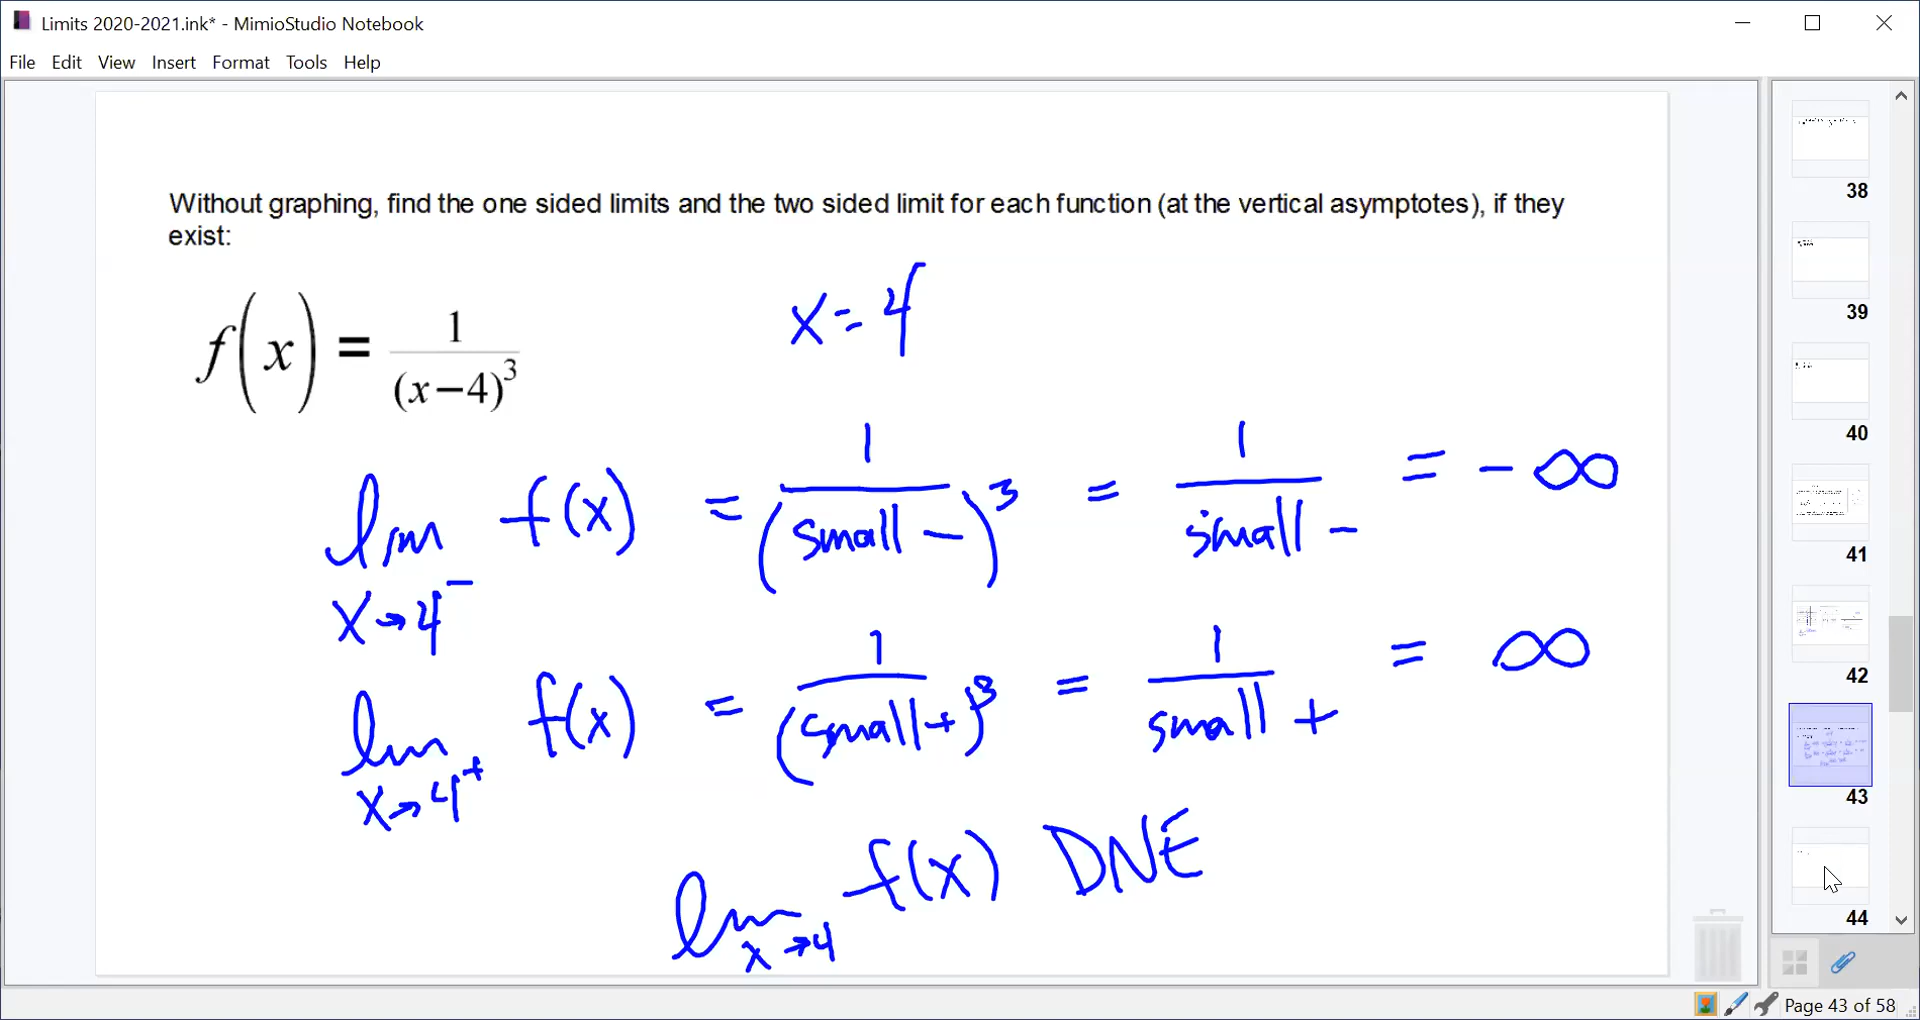 Limits 2020-2021.ink* - MimioStudio Notebook
File Edit View Insert Format Tools Help
Without graphing, find the one sided limits and the two sided limit for each function (at the vertical asymptotes), if they
exist:
f(x) = 1/(x-4)^3
x = 4
lim x→4⁻ f(x) = 1/(small -)^3 = 1/small - = -∞
lim x→4⁺ f(x) = 1/(small +)^3 = 1/small + = ∞
lim x→4 f(x) DNE
38
39
40
41
42
43
44
Page 43 of 58